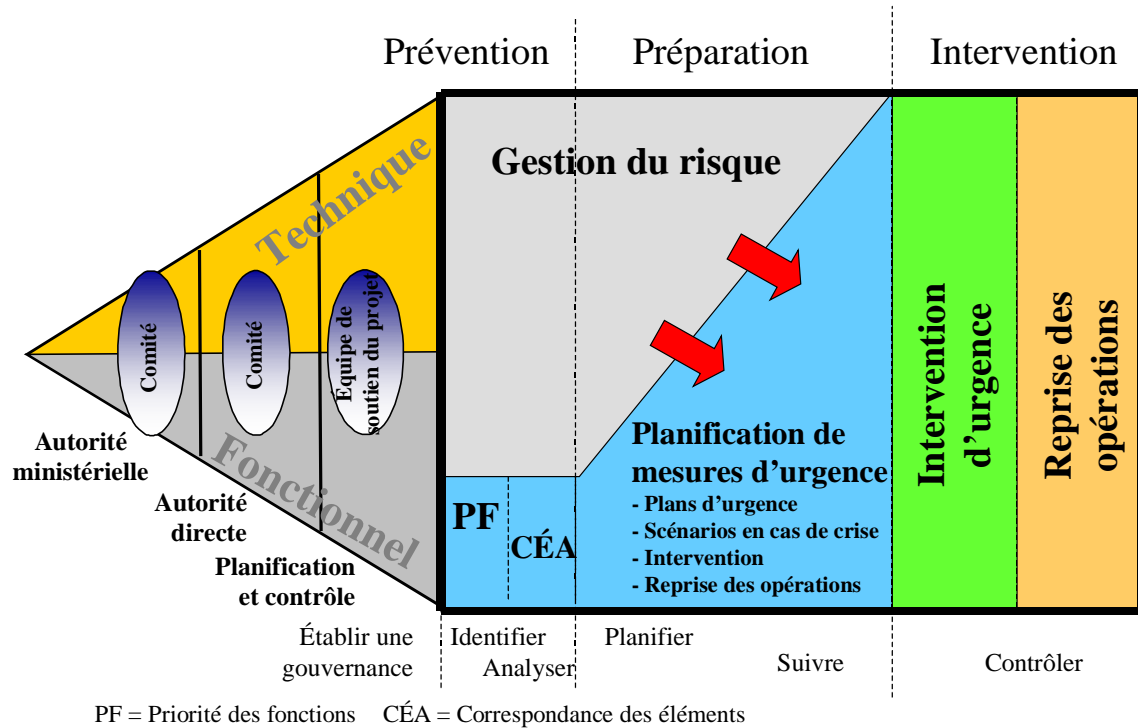 Prévention
Préparation
Intervention
Technique
Fonctionnel
Comité
Comité
Équipe de
soutien du projet
Autorité
ministérielle
Autorité
directe
Planification
et contrôle
Gestion du risque
PF
CÉA
Planification de
mesures d'urgence
- Plans d'urgence
- Scénarios en cas de crise
- Intervention
- Reprise des opérations
Intervention
d'urgence
Reprise des
opérations
Établir une
gouvernance
Identifier
Analyser
Planifier
Suivre
Contrôler
PF = Priorité des fonctions CÉA = Correspondance des éléments